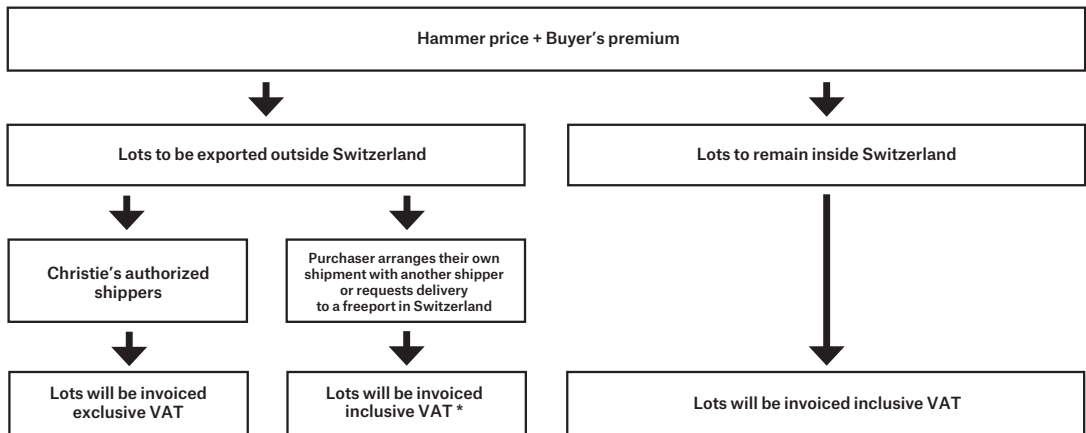 Hammer price + Buyer’s premium
Lots to be exported outside Switzerland
Lots to remain inside Switzerland
Christie’s authorized
shippers
Purchaser arranges their own
shipment with another shipper
or requests delivery
to a freeport in Switzerland
Lots will be invoiced
exclusive VAT
Lots will be invoiced
inclusive VAT *
Lots will be invoiced inclusive VAT